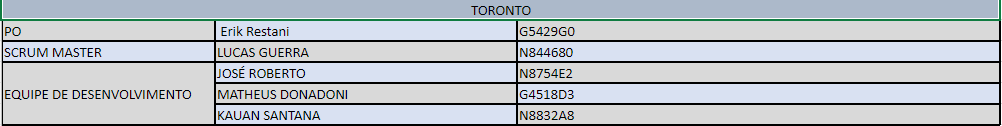 TORONTO
PO Erik Restani G5429G0
SCRUM MASTER LUCAS GUERRA N844680
EQUIPE DE DESENVOLVIMENTO JOSÉ ROBERTO N8754E2
MATHEUS DONADONI G4518D3
KAUAN SANTANA N8832A8